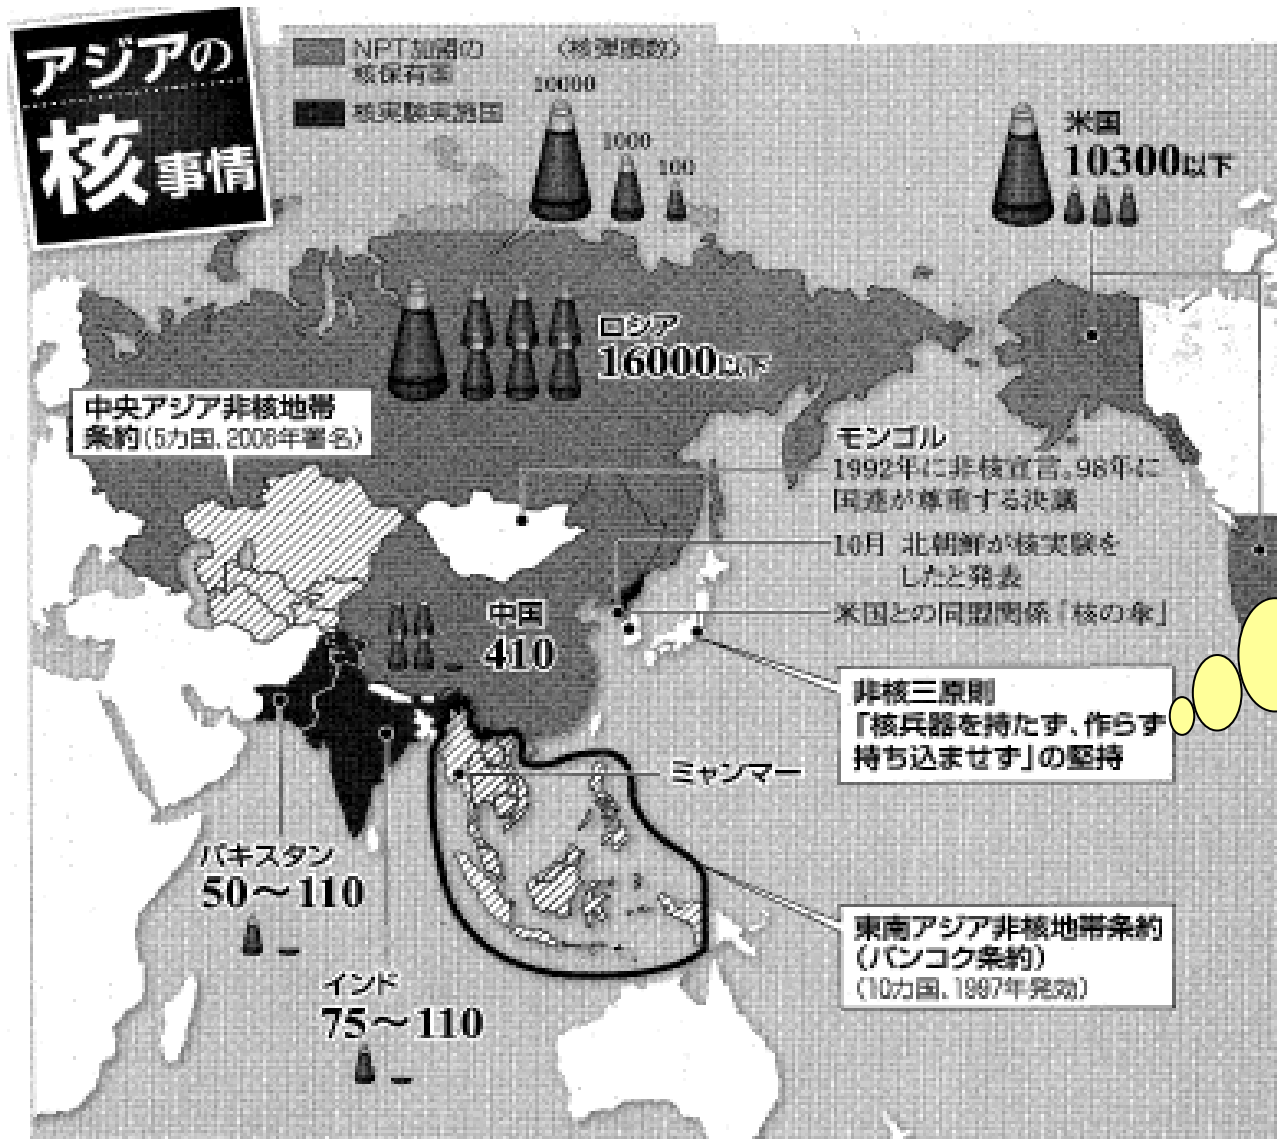 アジアの
核事情
NPT加盟の
核保有国
核実験実施国
〈核弾頭数〉
10000
1000
100
米国
10300以下
ロシア
16000以下
中央アジア非核地帯
条約(5カ国、2006年署名)
モンゴル
1992年に非核宣言。98年に
国連が尊重する決議
10月 北朝鮮が核実験を
したと発表
米国との同盟関係「核の傘」
中国
410
非核三原則
「核兵器を持たず、作らず
持ち込ませず」の堅持
ミャンマー
パキスタン
50〜110
東南アジア非核地帯条約
(バンコク条約)
(10カ国、1997年発効)
インド
75〜110